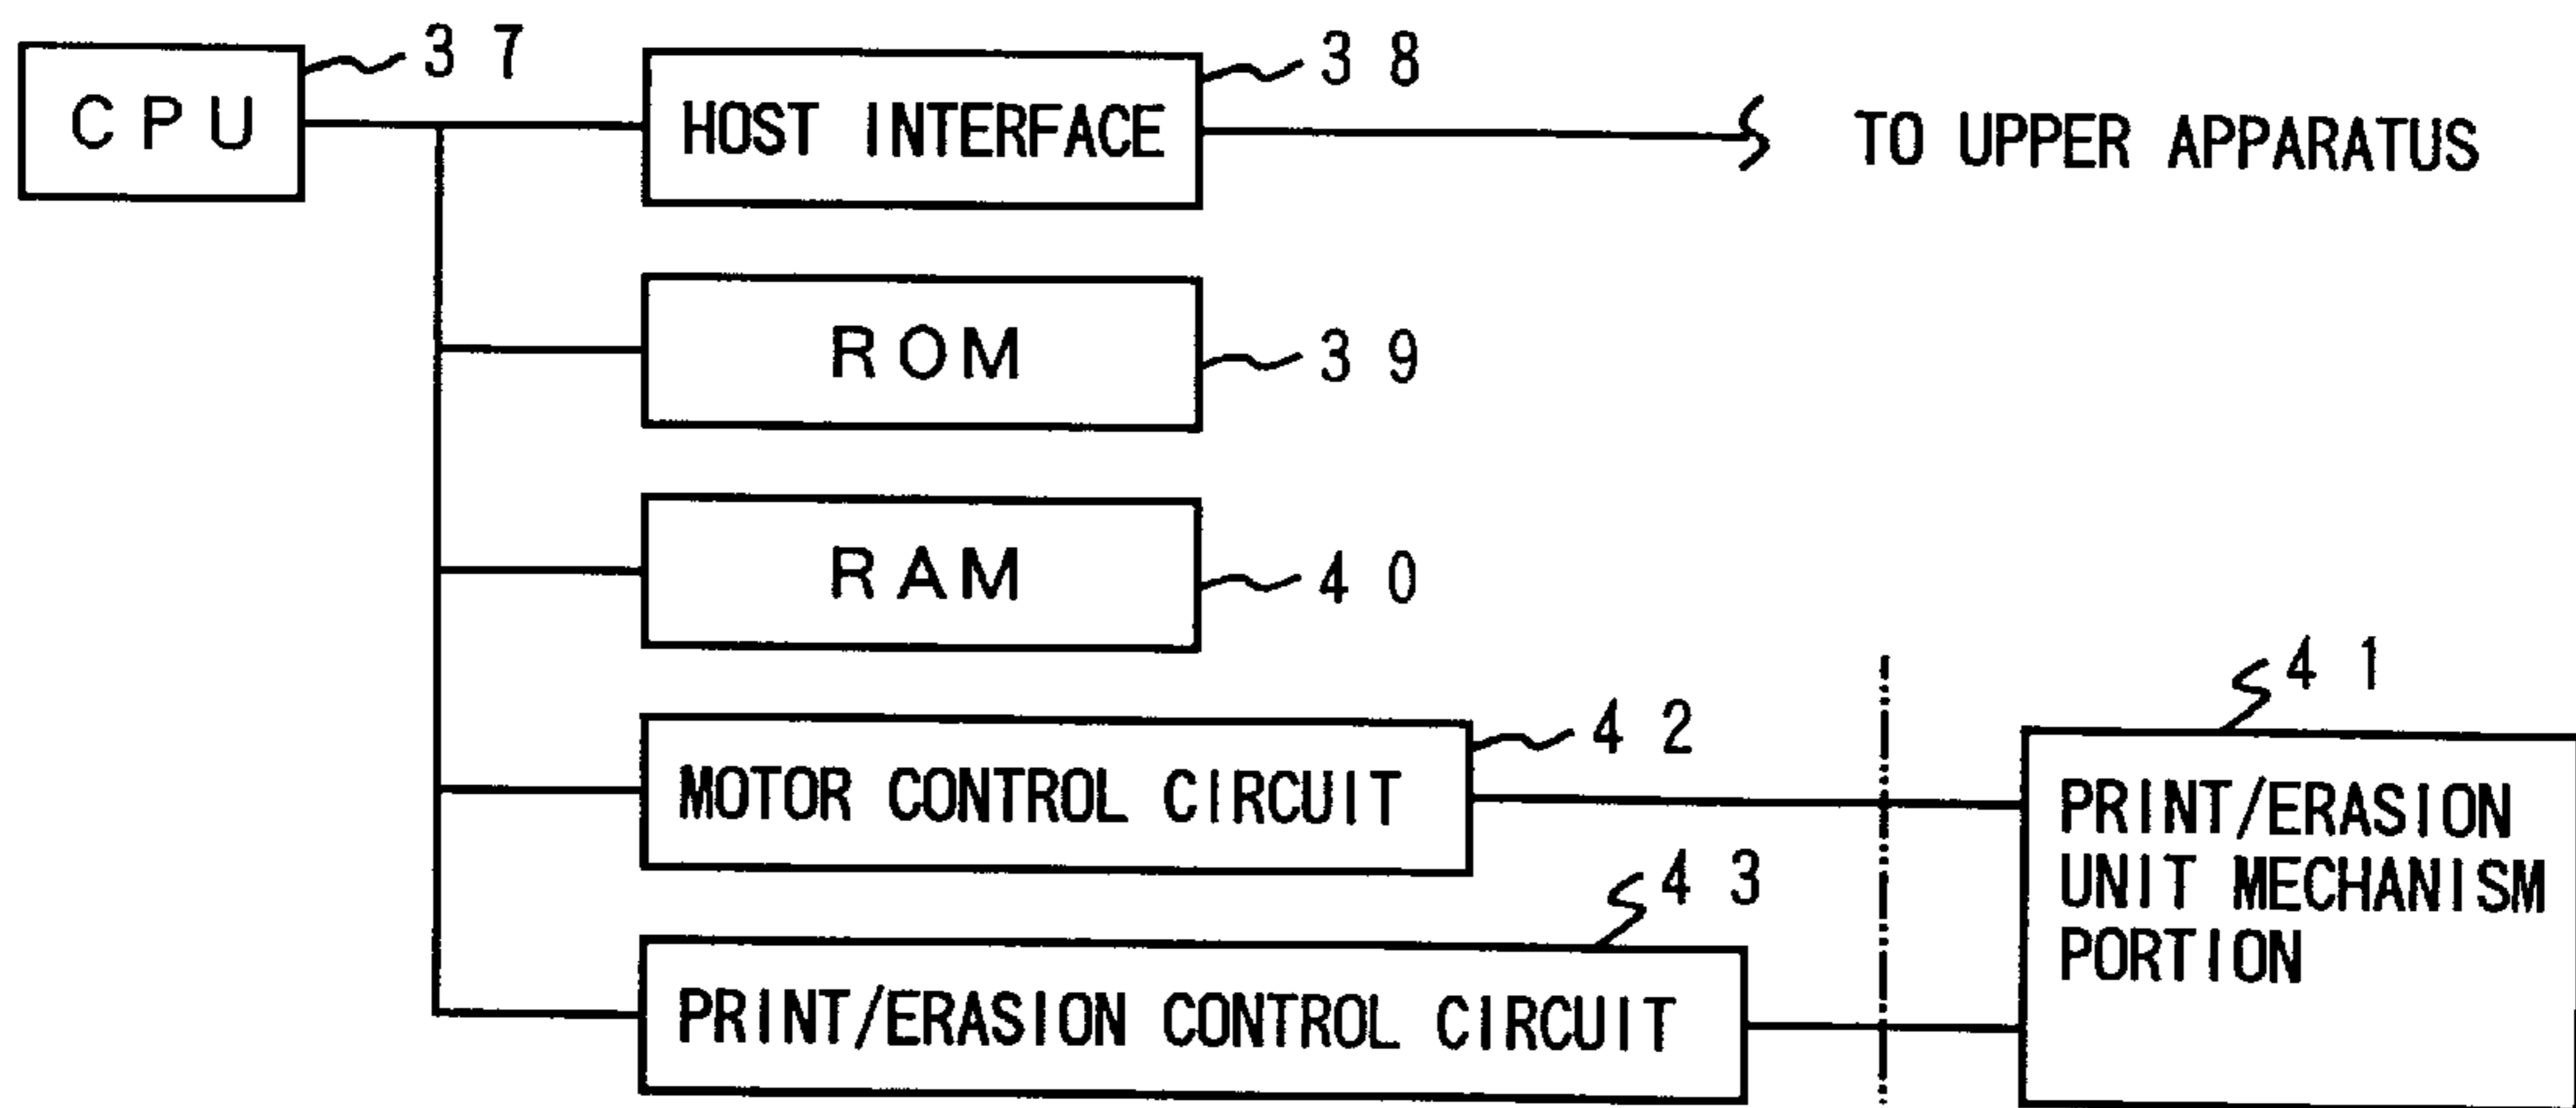 CPU
37
HOST INTERFACE
38
TO UPPER APPARATUS
ROM
39
RAM
40
MOTOR CONTROL CIRCUIT
42
41
PRINT/ERASION
UNIT MECHANISM
PORTION
PRINT/ERASION CONTROL CIRCUIT
43